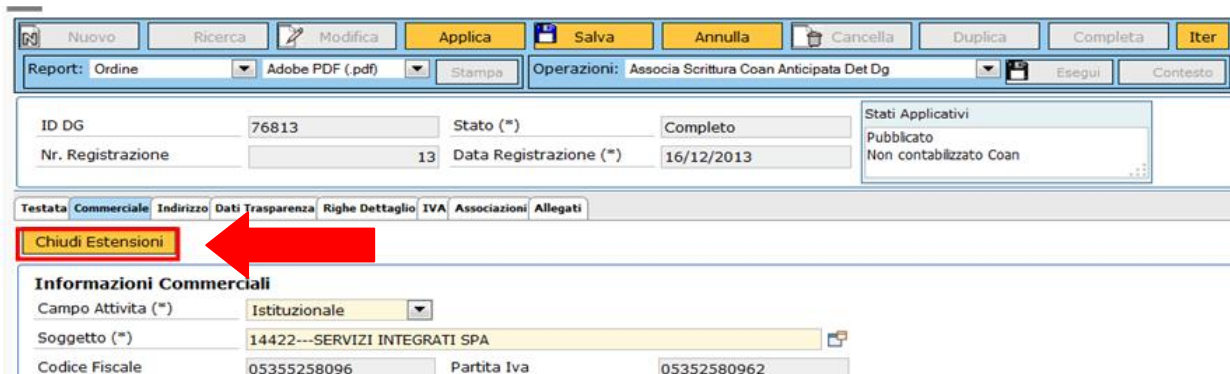 Nuovo Ricerca Modifica Applica Salva Annulla Cancella Duplica Completa Iter
Report: Ordine Adobe PDF (.pdf) Stampa Operazioni: Associa Scrittura Coan Anticipata Det Dg Esegui Contesto
ID DG 76813 Stato (*) Completo Stati Applicativi
Pubblicato
Nr. Registrazione 13 Data Registrazione (*) 16/12/2013 Non contabilizzato Coan
Testata Commerciale Indirizzo Dati Trasparenza Righe Dettaglio IVA Associazioni Allegati
Chiudi Estensioni
Informazioni Commerciali
Campo Attivita (*) Istituzionale
Soggetto (*) 14422---SERVIZI INTEGRATI SPA
Codice Fiscale 05355258096 Partita Iva 05352580962